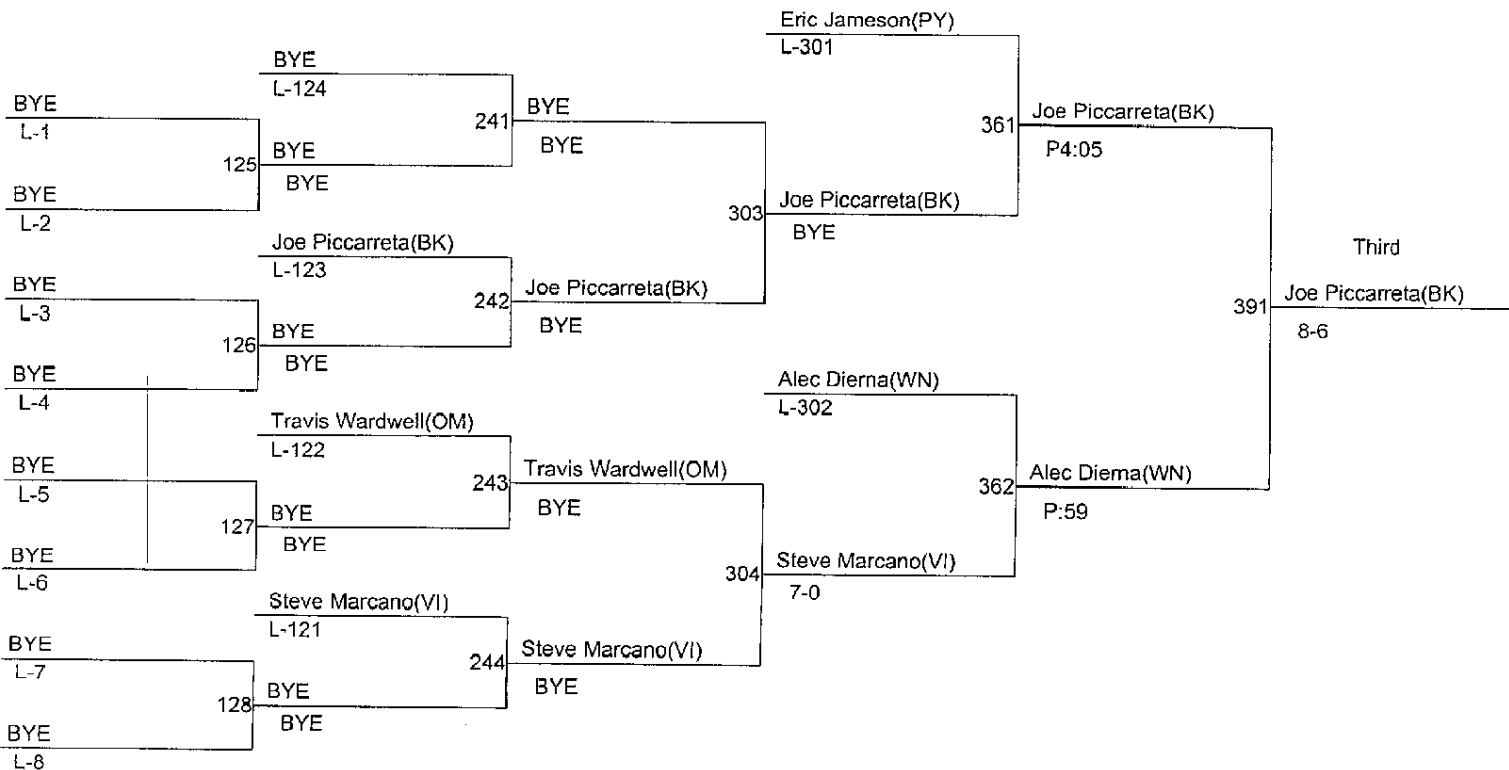 BYE
L-1
BYE
L-2
BYE
L-3
BYE
L-4
BYE
L-5
BYE
L-6
BYE
L-7
BYE
L-8
125
126
127
128
BYE
L-124
BYE
BYE
Joe Piccarreta(BK)
L-123
BYE
BYE
Travis Wardwell(OM)
L-122
BYE
BYE
Steve Marcano(VI)
L-121
BYE
BYE
241
242
243
244
BYE
BYE
Joe Piccarreta(BK)
BYE
Travis Wardwell(OM)
BYE
Steve Marcano(VI)
BYE
303
304
Eric Jameson(PY)
L-301
Joe Piccarreta(BK)
BYE
Alec Dierna(WN)
L-302
Steve Marcano(VI)
7-0
361
362
Joe Piccarreta(BK)
P4:05
Alec Dierna(WN)
P:59
391
Third
Joe Piccarreta(BK)
8-6